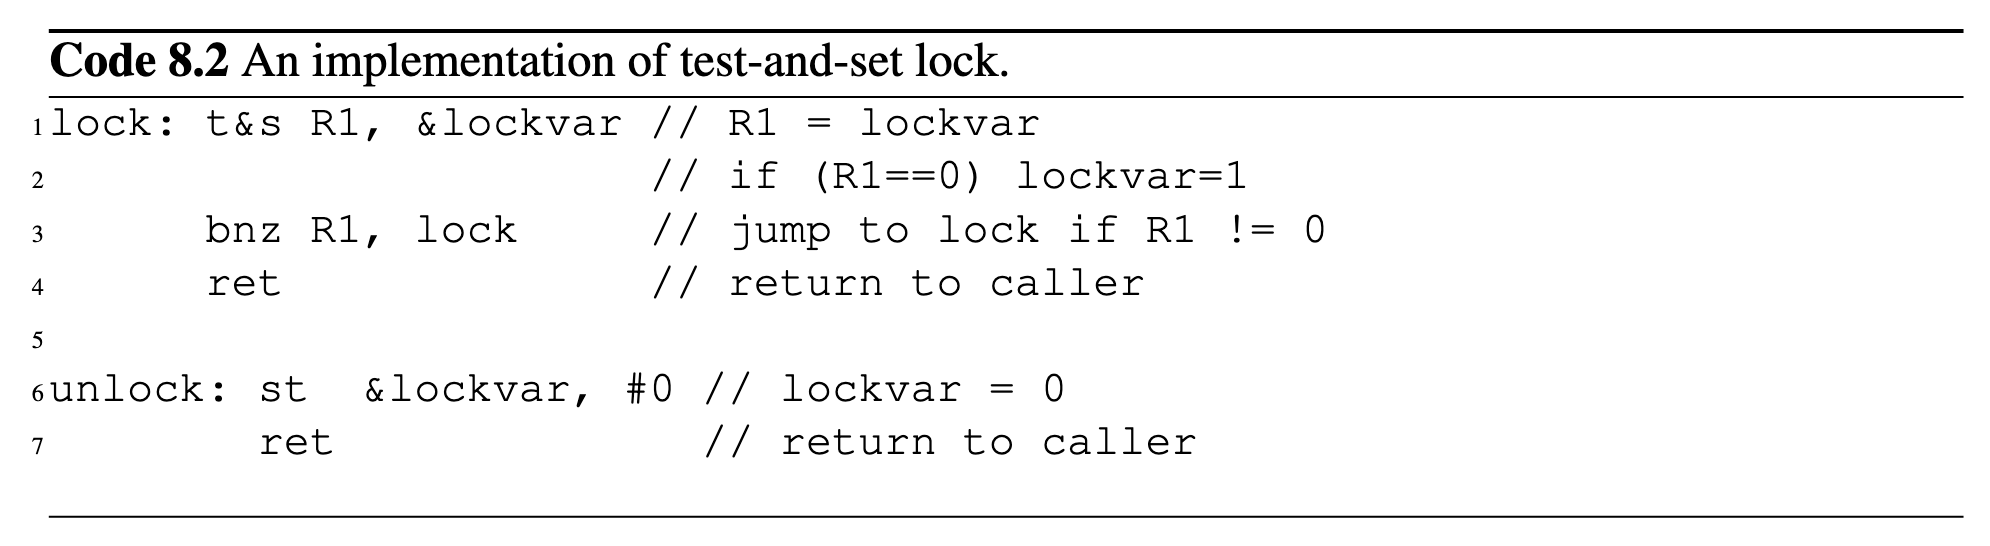 Code 8.2 An implementation of test-and-set lock.
1 lock: t&s R1, &lockvar // R1 = lockvar
2 // if (R1==0) lockvar=1
3 bnz R1, lock // jump to lock if R1 != 0
4 ret // return to caller
5
6 unlock: st &lockvar, #0 // lockvar = 0
7 ret // return to caller